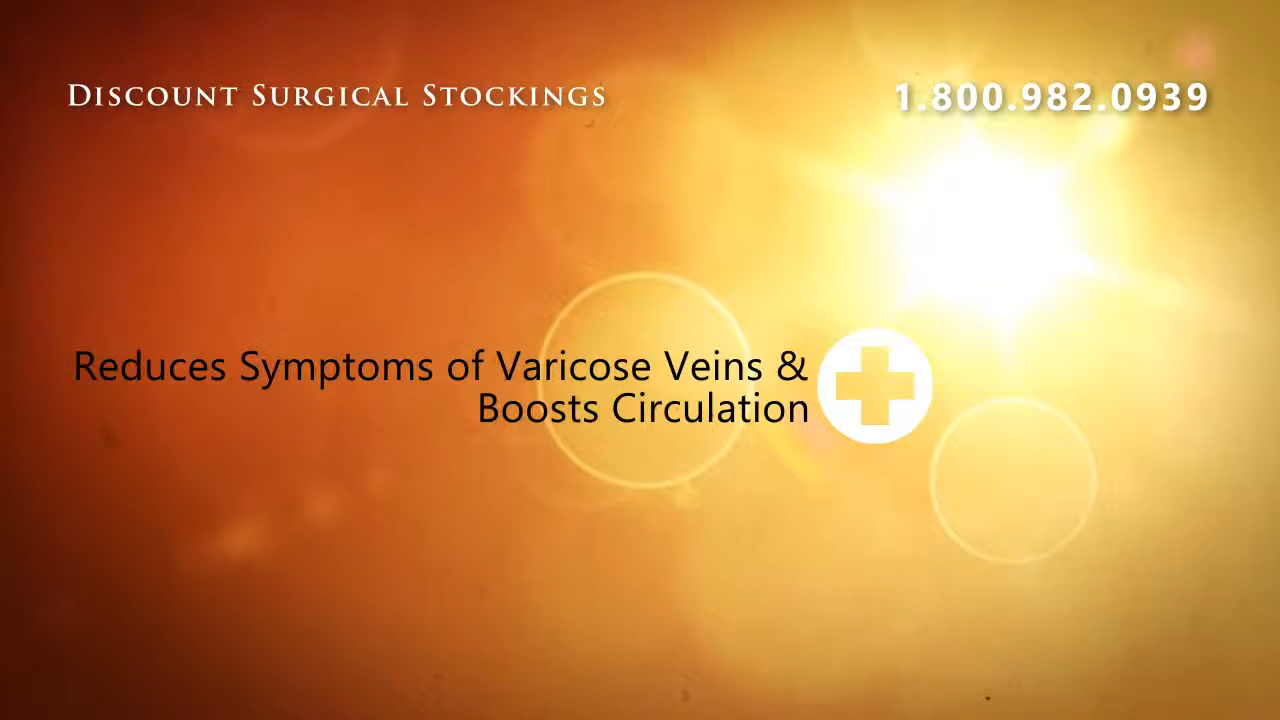 Discount Surgical Stockings
1.800.982.0939
Reduces Symptoms of Varicose Veins &
Boosts Circulation